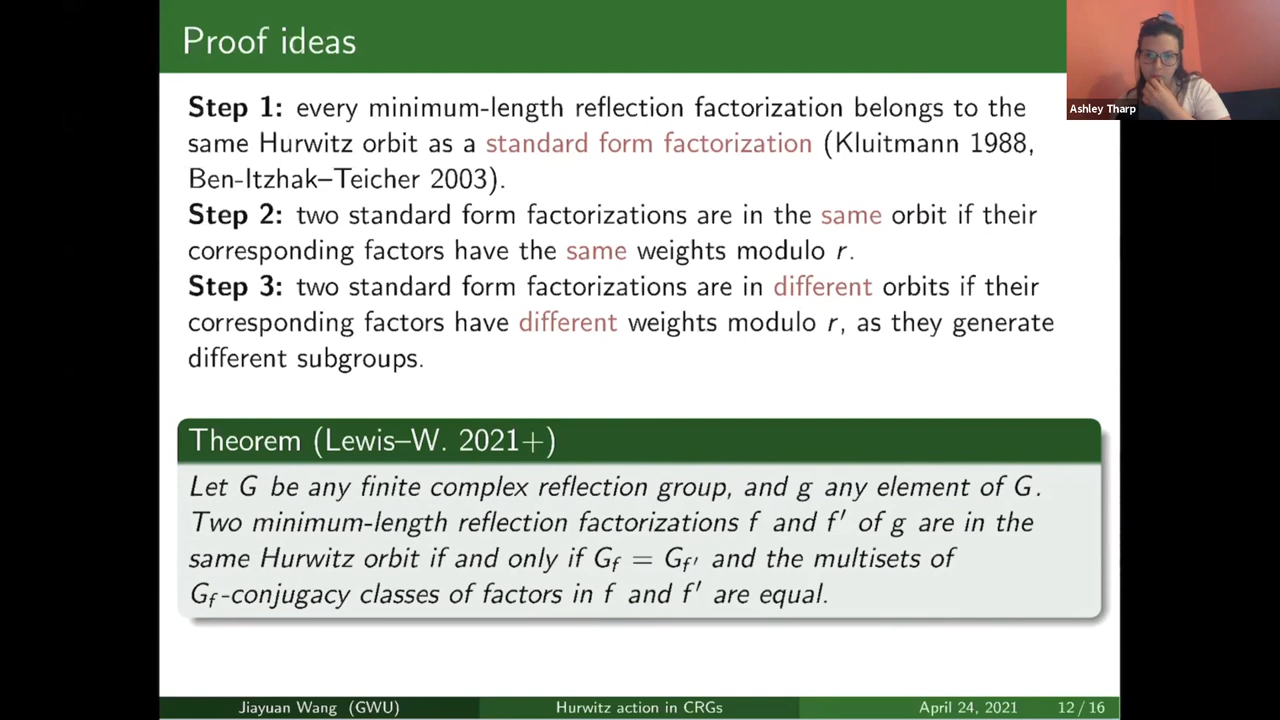 Proof ideas
Ashley Tharp
Step 1: every minimum-length reflection factorization belongs to the
same Hurwitz orbit as a standard form factorization (Kluitmann 1988,
Ben-Itzhak–Teicher 2003).
Step 2: two standard form factorizations are in the same orbit if their
corresponding factors have the same weights modulo r.
Step 3: two standard form factorizations are in different orbits if their
corresponding factors have different weights modulo r, as they generate
different subgroups.
Theorem (Lewis–W. 2021+)
Let G be any finite complex reflection group, and g any element of G.
Two minimum-length reflection factorizations f and f′ of g are in the
same Hurwitz orbit if and only if G_f = G_f′ and the multisets of
G_f-conjugacy classes of factors in f and f′ are equal.
Jiayuan Wang (GWU) Hurwitz action in CRGs April 24, 2021 12 / 16